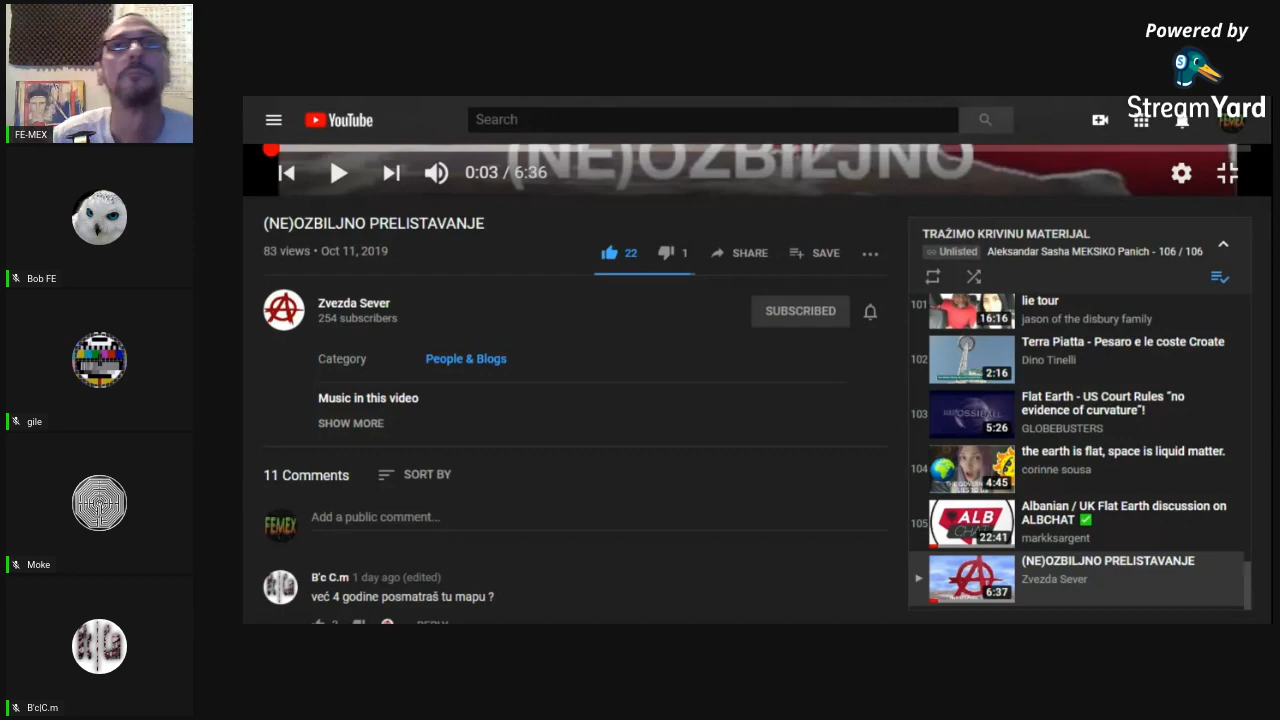 Powered by
StreamYard
FE-MEX
Bob FE
gile
Moke
B'c|C.m
YouTube
Search
FEMEX
(NE)OZBILJNO
0:03 / 6:36
(NE)OZBILJNO PRELISTAVANJE
83 views • Oct 11, 2019
22
1
SHARE
SAVE
Zvezda Sever
254 subscribers
SUBSCRIBED
Category
People & Blogs
Music in this video
SHOW MORE
11 Comments
SORT BY
FEMEX
Add a public comment...
B'c C.m 1 day ago (edited)
već 4 godine posmatraš tu mapu ?
REPLY
TRAŽIMO KRIVINU MATERIJAL
Unlisted
Aleksandar Sasha MEKSIKO Panich - 106 / 106
101
16:16
lie tour
jason of the disbury family
102
2:16
Terra Piatta - Pesaro e le coste Croate
Dino Tinelli
103
5:26
Flat Earth - US Court Rules "no
evidence of curvature"!
GLOBEBUSTERS
104
4:45
the earth is flat, space is liquid matter.
corinne sousa
105
ALB
CHAT
22:41
Albanian / UK Flat Earth discussion on
ALBCHAT ✅
markksargent
6:37
(NE)OZBILJNO PRELISTAVANJE
Zvezda Sever